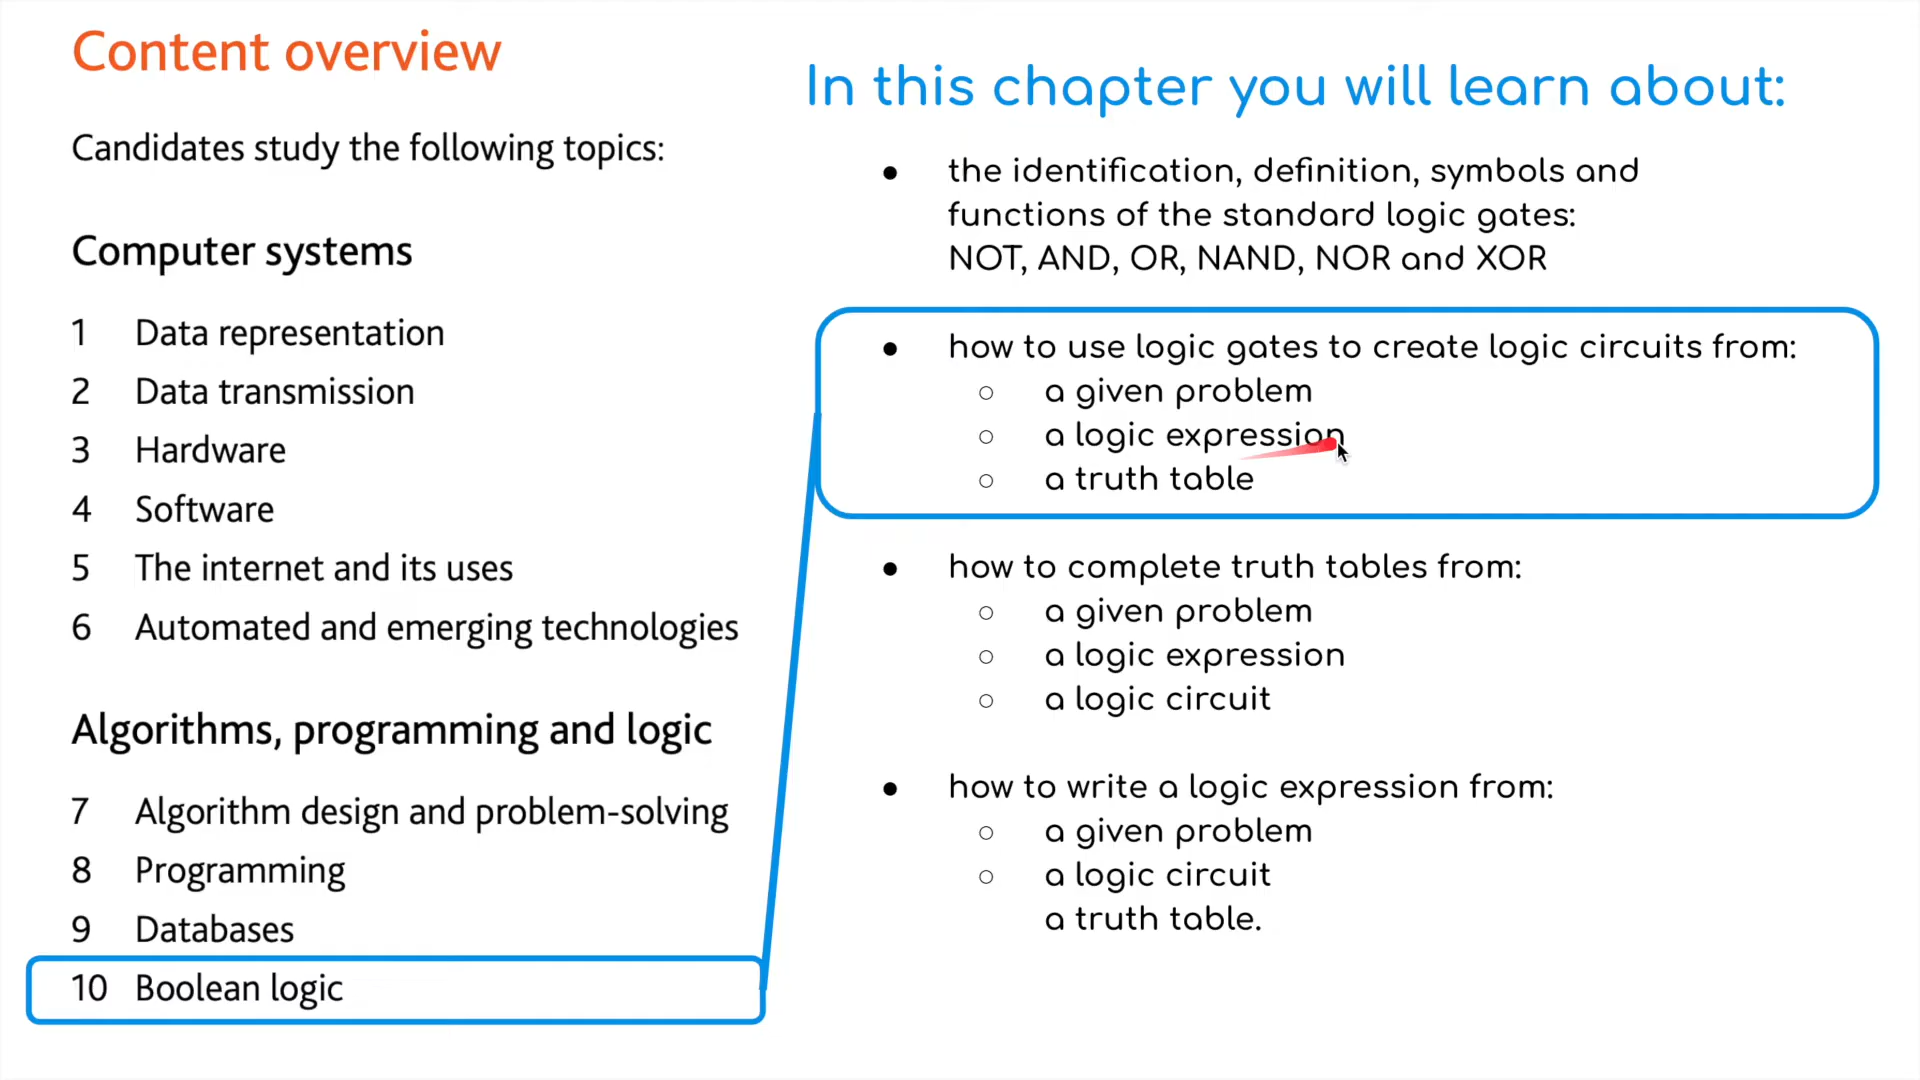 Content overview
Candidates study the following topics:
Computer systems
1 Data representation
2 Data transmission
3 Hardware
4 Software
5 The internet and its uses
6 Automated and emerging technologies
Algorithms, programming and logic
7 Algorithm design and problem-solving
8 Programming
9 Databases
10 Boolean logic
In this chapter you will learn about:
● the identification, definition, symbols and
functions of the standard logic gates:
NOT, AND, OR, NAND, NOR and XOR
● how to use logic gates to create logic circuits from:
○ a given problem
○ a logic expression
○ a truth table
● how to complete truth tables from:
○ a given problem
○ a logic expression
○ a logic circuit
● how to write a logic expression from:
○ a given problem
○ a logic circuit
a truth table.